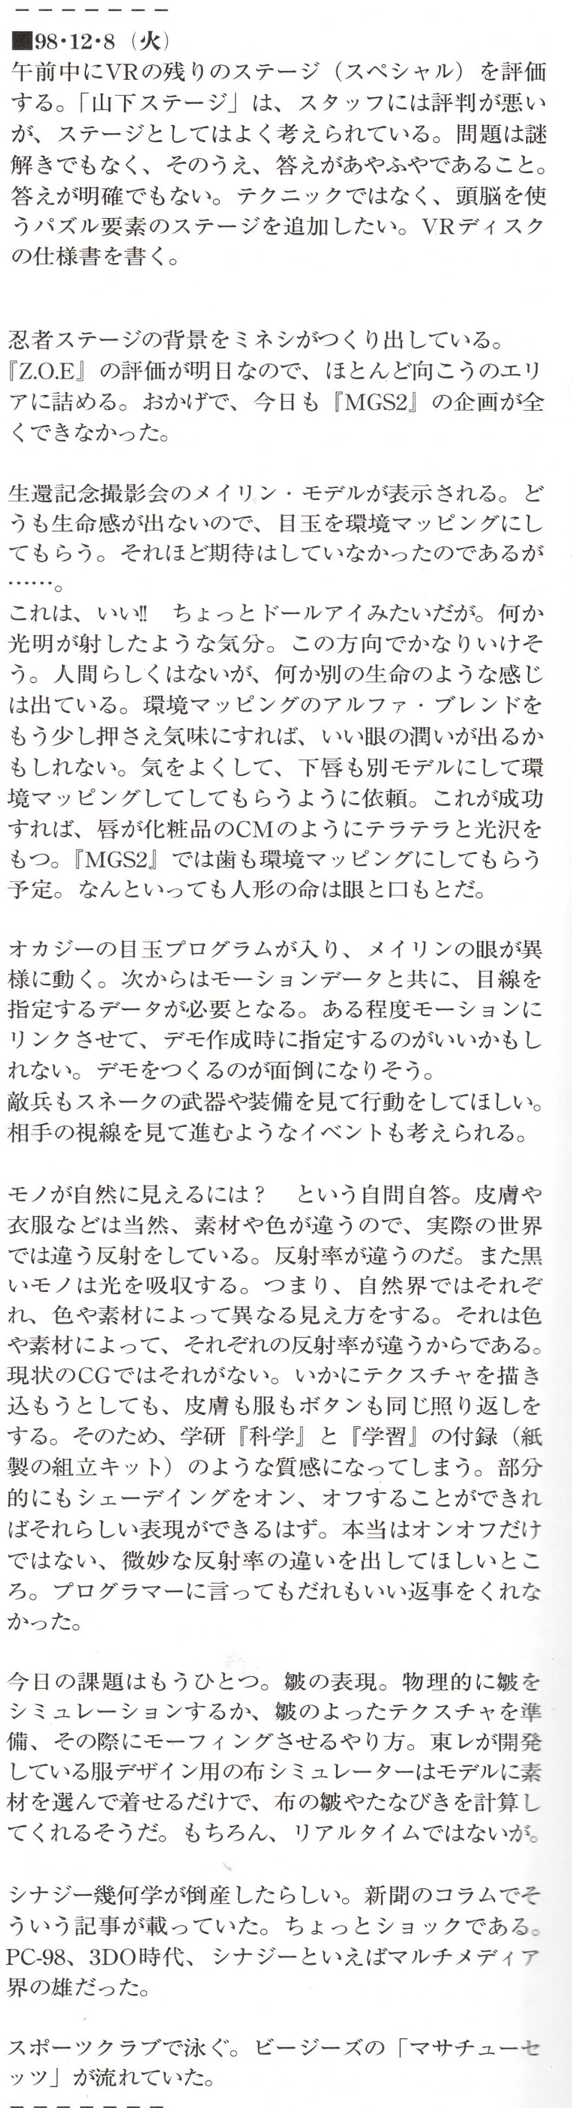 ■98・12・8（火）
午前中にVRの残りのステージ（スペシャル）を評価
する。「山下ステージ」は、スタッフには評判が悪い
が、ステージとしてはよく考えられている。問題は謎
解きでもなく、そのうえ、答えがあやふやであること。
答えが明確でもない。テクニックではなく、頭脳を使
うパズル要素のステージを追加したい。VRディスク
の仕様書を書く。
忍者ステージの背景をミネシがつくり出している。
『Z.O.E』の評価が明日なので、ほとんど向こうのエリ
アに詰める。おかげで、今日も『MGS2』の企画が全
くできなかった。
生還記念撮影会のメイリン・モデルが表示される。ど
うも生命感が出ないので、目玉を環境マッピングにし
てもらう。それほど期待はしていなかったのであるが
……。
これは、いい!!　ちょっとドールアイみたいだが。何か
光明が射したような気分。この方向でかなりいけそ
う。人間らしくはないが、何か別の生命のような感じ
は出ている。環境マッピングのアルファ・ブレンドを
もう少し押さえ気味にすれば、いい眼の潤いが出るか
もしれない。気をよくして、下唇も別モデルにして環
境マッピングしてしてもらうように依頼。これが成功
すれば、唇が化粧品のCMのようにテラテラと光沢を
もつ。『MGS2』では歯も環境マッピングにしてもらう
予定。なんといっても人形の命は眼と口もとだ。
オカジーの目玉プログラムが入り、メイリンの眼が異
様に動く。次からはモーションデータと共に、目線を
指定するデータが必要となる。ある程度モーションに
リンクさせて、デモ作成時に指定するのがいいかもし
れない。デモをつくるのが面倒になりそう。
敵兵もスネークの武器や装備を見て行動をしてほしい。
相手の視線を見て進むようなイベントも考えられる。
モノが自然に見えるには？　という自問自答。皮膚や
衣服などは当然、素材や色が違うので、実際の世界
では違う反射をしている。反射率が違うのだ。また黒
いモノは光を吸収する。つまり、自然界ではそれぞ
れ、色や素材によって異なる見え方をする。それは色
や素材によって、それぞれの反射率が違うからである。
現状のCGではそれがない。いかにテクスチャを描き
込もうとしても、皮膚も服もボタンも同じ照り返しを
する。そのため、学研『科学』と『学習』の付録（紙
製の組立キット）のような質感になってしまう。部分
的にもシェーデイングをオン、オフすることができれ
ばそれらしい表現ができるはず。本当はオンオフだけ
ではない、微妙な反射率の違いを出してほしいとこ
ろ。プログラマーに言ってもだれもいい返事をくれな
かった。
今日の課題はもうひとつ。皺の表現。物理的に皺を
シミュレーションするか、皺のよったテクスチャを準
備、その際にモーフィングさせるやり方。東レが開発
している服デザイン用の布シミュレーターはモデルに素
材を選んで着せるだけで、布の皺やたなびきを計算し
てくれるそうだ。もちろん、リアルタイムではないが。
シナジー幾何学が倒産したらしい。新聞のコラムでそ
ういう記事が載っていた。ちょっとショックである。
PC-98、3DO時代、シナジーといえばマルチメディア
界の雄だった。
スポーツクラブで泳ぐ。ビージーズの「マサチューセ
ッツ」が流れていた。